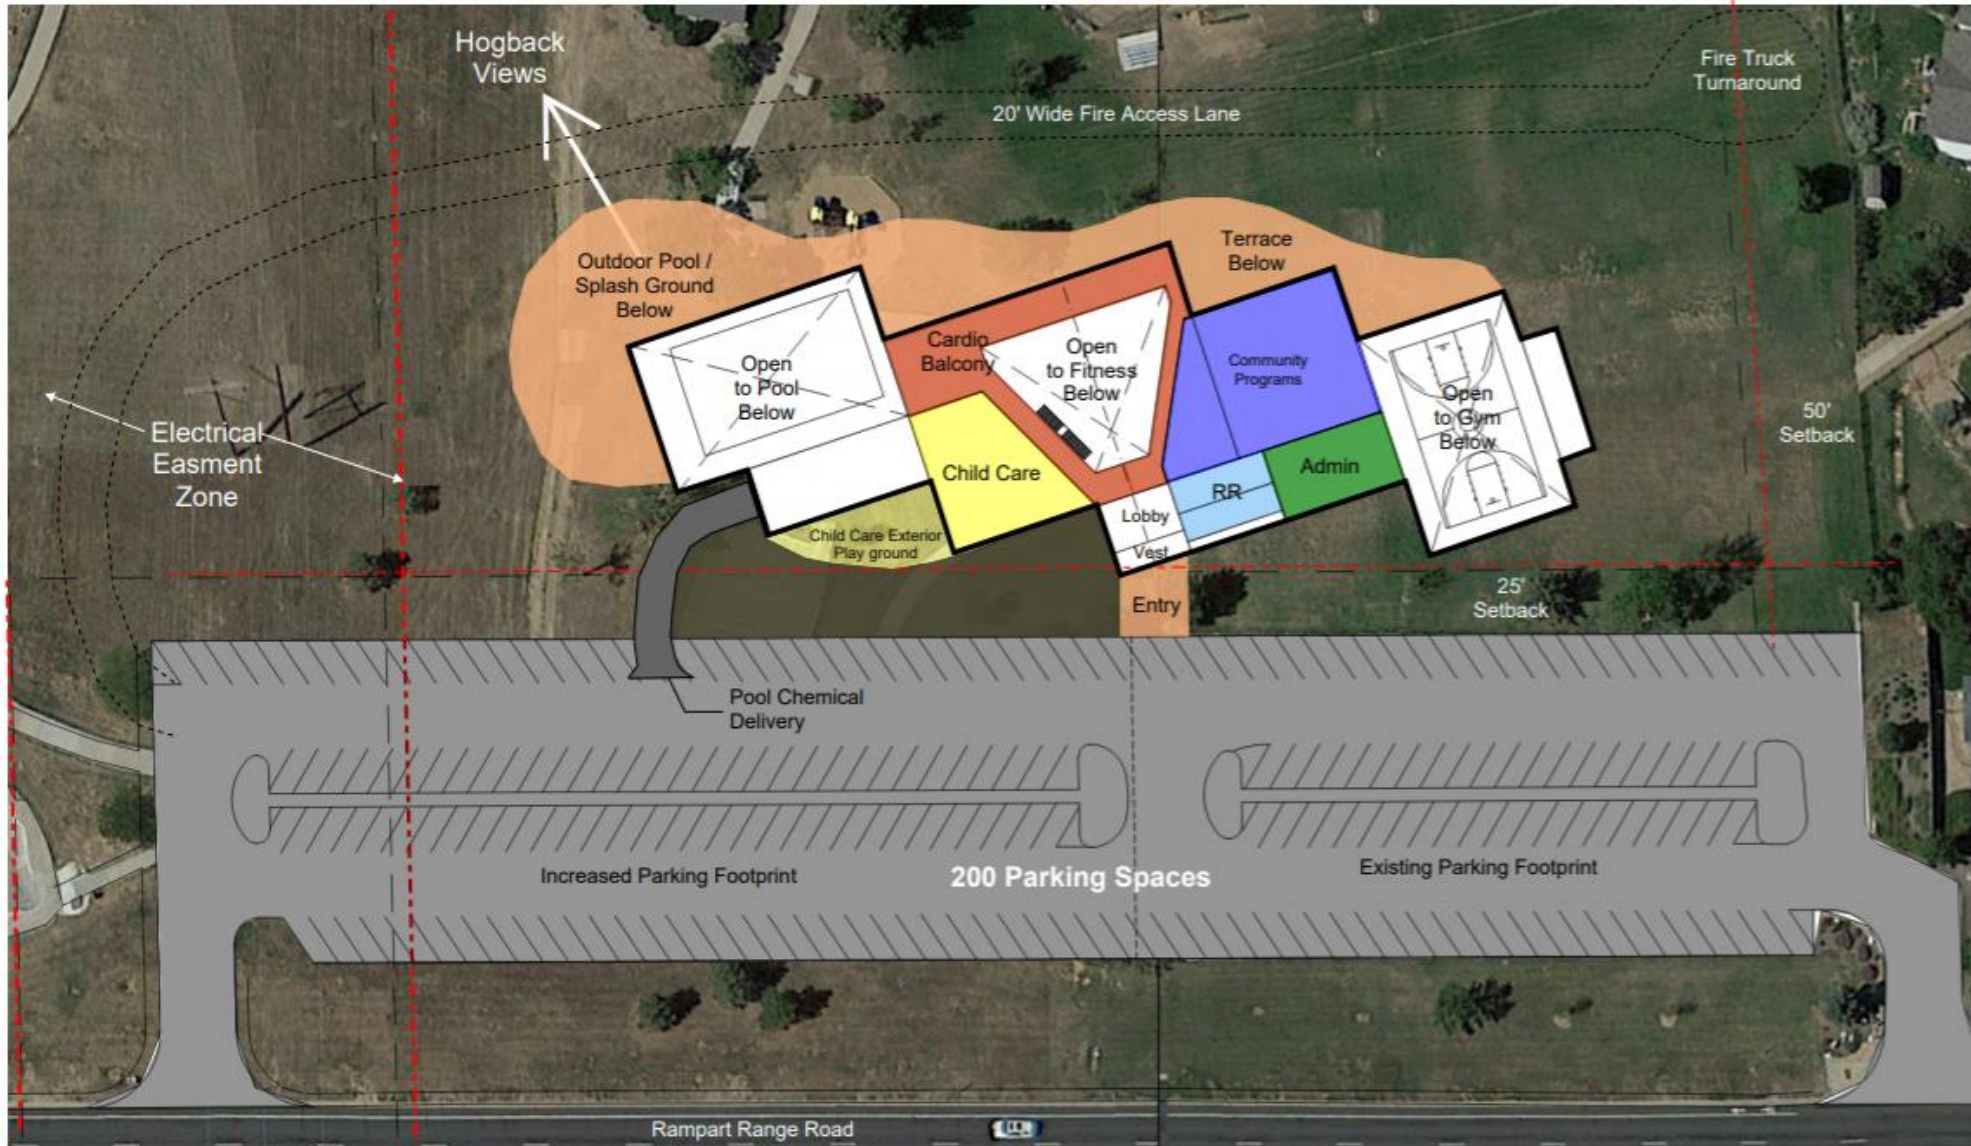 Hogback
Views
Fire Truck
Turnaround
20' Wide Fire Access Lane
Terrace
Below
Outdoor Pool /
Splash Ground
Below
Cardio
Balcony
Open
to Fitness
Below
Open
to Pool
Below
Community
Programs
Open
to Gym
Below
50'
Setback
Electrical
Easment
Zone
Child Care
Admin
RR
Lobby
Child Care Exterior
Play ground
Vest
25'
Setback
Entry
Pool Chemical
Delivery
Increased Parking Footprint
200 Parking Spaces
Existing Parking Footprint
Rampart Range Road